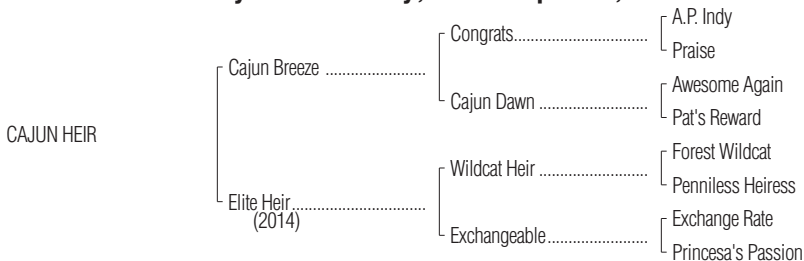 A.P. Indy
Congrats..............................
Praise
Cajun Breeze .......................
Awesome Again
Cajun Dawn .........................
Pat's Reward
CAJUN HEIR
Forest Wildcat
Wildcat Heir .........................
Penniless Heiress
Elite Heir...............................
(2014)
Exchange Rate
Exchangeable.......................
Princesa's Passion